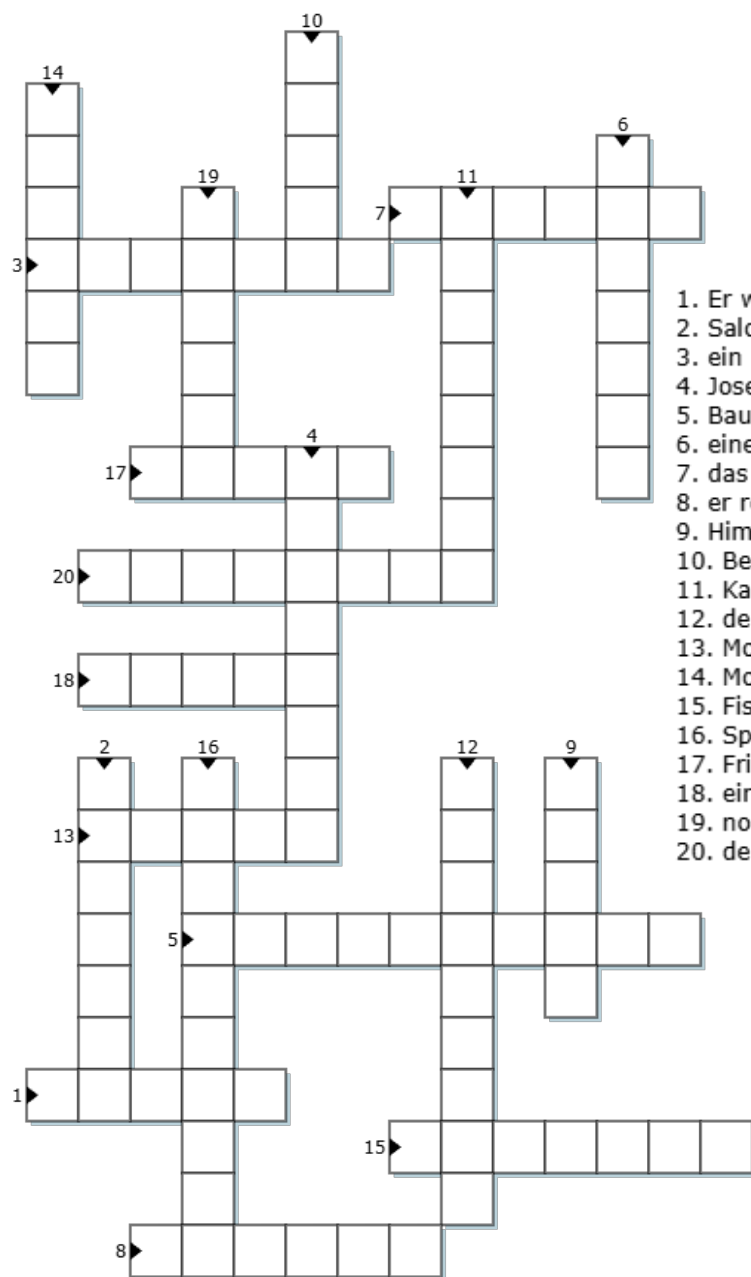 10
14
6
19 11
7
3
4
17
20
18
2 16 12 9
13
5
1
15
8
1. Er w
2. Salo
3. ein
4. Jose
5. Bau
6. eine
7. das
8. er r
9. Him
10. Be
11. Ka
12. de
13. Mo
14. Mo
15. Fis
16. Sp
17. Fri
18. ein
19. no
20. de